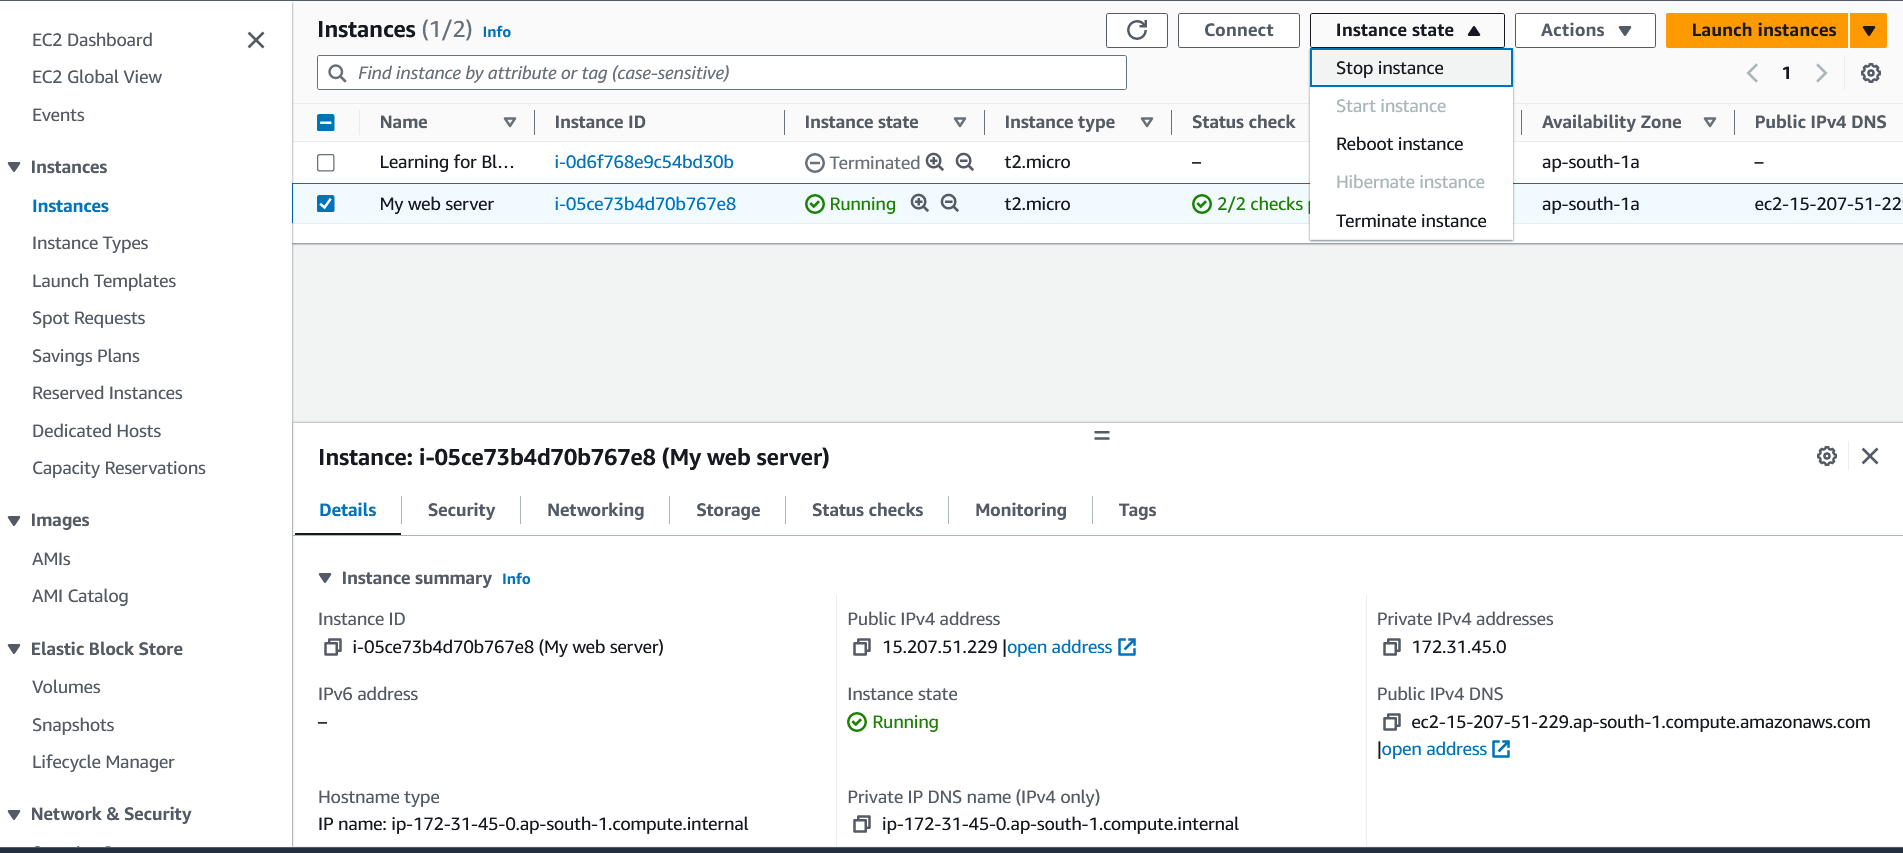 EC2 Dashboard
EC2 Global View
Events
Instances
Instances
Instance Types
Launch Templates
Spot Requests
Savings Plans
Reserved Instances
Dedicated Hosts
Capacity Reservations
Images
AMIs
AMI Catalog
Elastic Block Store
Volumes
Snapshots
Lifecycle Manager
Network & Security
Instances (1/2) Info
Connect
Instance state
Actions
Launch instances
Find instance by attribute or tag (case-sensitive)
1
Stop instance
Start instance
Reboot instance
Hibernate instance
Terminate instance
Name Instance ID Instance state Instance type Status check Availability Zone Public IPv4 DNS
Learning for Bl... i-0d6f768e9c54bd30b Terminated t2.micro – ap-south-1a –
My web server i-05ce73b4d70b767e8 Running t2.micro 2/2 checks ap-south-1a ec2-15-207-51-22
Instance: i-05ce73b4d70b767e8 (My web server)
Details Security Networking Storage Status checks Monitoring Tags
Instance summary Info
Instance ID
i-05ce73b4d70b767e8 (My web server)
Public IPv4 address
15.207.51.229 |open address
Private IPv4 addresses
172.31.45.0
IPv6 address
–
Instance state
Running
Public IPv4 DNS
ec2-15-207-51-229.ap-south-1.compute.amazonaws.com
|open address
Hostname type
IP name: ip-172-31-45-0.ap-south-1.compute.internal
Private IP DNS name (IPv4 only)
ip-172-31-45-0.ap-south-1.compute.internal